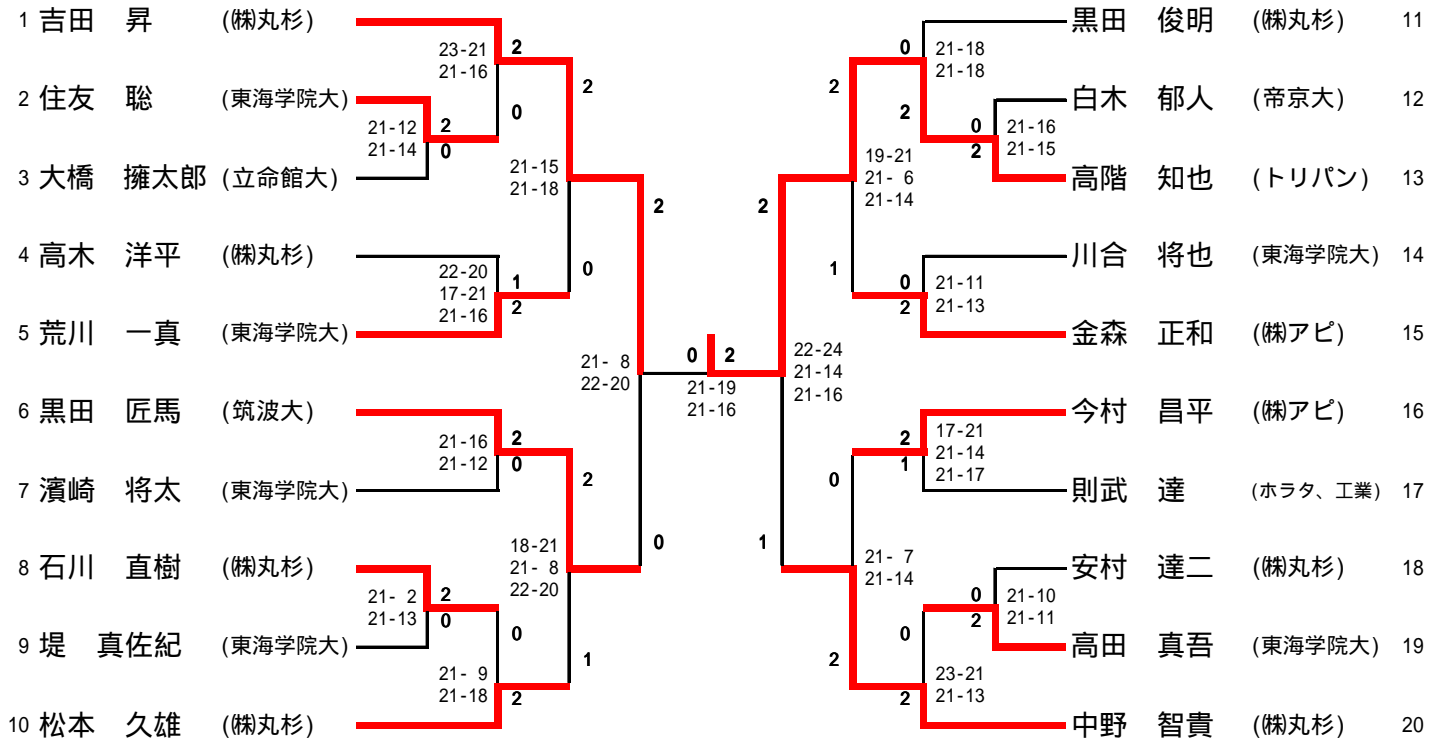 1 吉田 昇 (㈱丸杉)
23-21 2
21-16
2
2 住友 聡 (東海学院大)
0
21-12 2
21-14 0
3 大橋 擁太郎 (立命館大)
21-15
21-18
2
4 高木 洋平 (㈱丸杉)
22-20 1
17-21
21-16 2
0
5 荒川 一真 (東海学院大)
21- 8
22-20
6 黒田 匠馬 (筑波大)
21-16 2
21-12 0
2
7 濱崎 将太 (東海学院大)
18-21
21- 8
22-20
0
8 石川 直樹 (㈱丸杉)
21- 2 2
21-13 0
0
9 堤 真佐紀 (東海学院大)
1
21- 9
21-18 2
10 松本 久雄 (㈱丸杉)
0 2
21-19
21-16
黒田 俊明 (㈱丸杉) 11
0 21-18
21-18
2
2
白木 郁人 (帝京大) 12
0 21-16
2 21-15
高階 知也 (トリパン) 13
19-21
21- 6
21-14
2
川合 将也 (東海学院大) 14
1
0 21-11
2 21-13
金森 正和 (㈱アピ) 15
22-24
21-14
21-16
今村 昌平 (㈱アピ) 16
2 17-21
1 21-14
21-17
0
則武 達 (ホラタ、工業) 17
1
21- 7
21-14
安村 達二 (㈱丸杉) 18
0 21-10
2 21-11
0
高田 真吾 (東海学院大) 19
2
23-21
2 21-13
中野 智貴 (㈱丸杉) 20